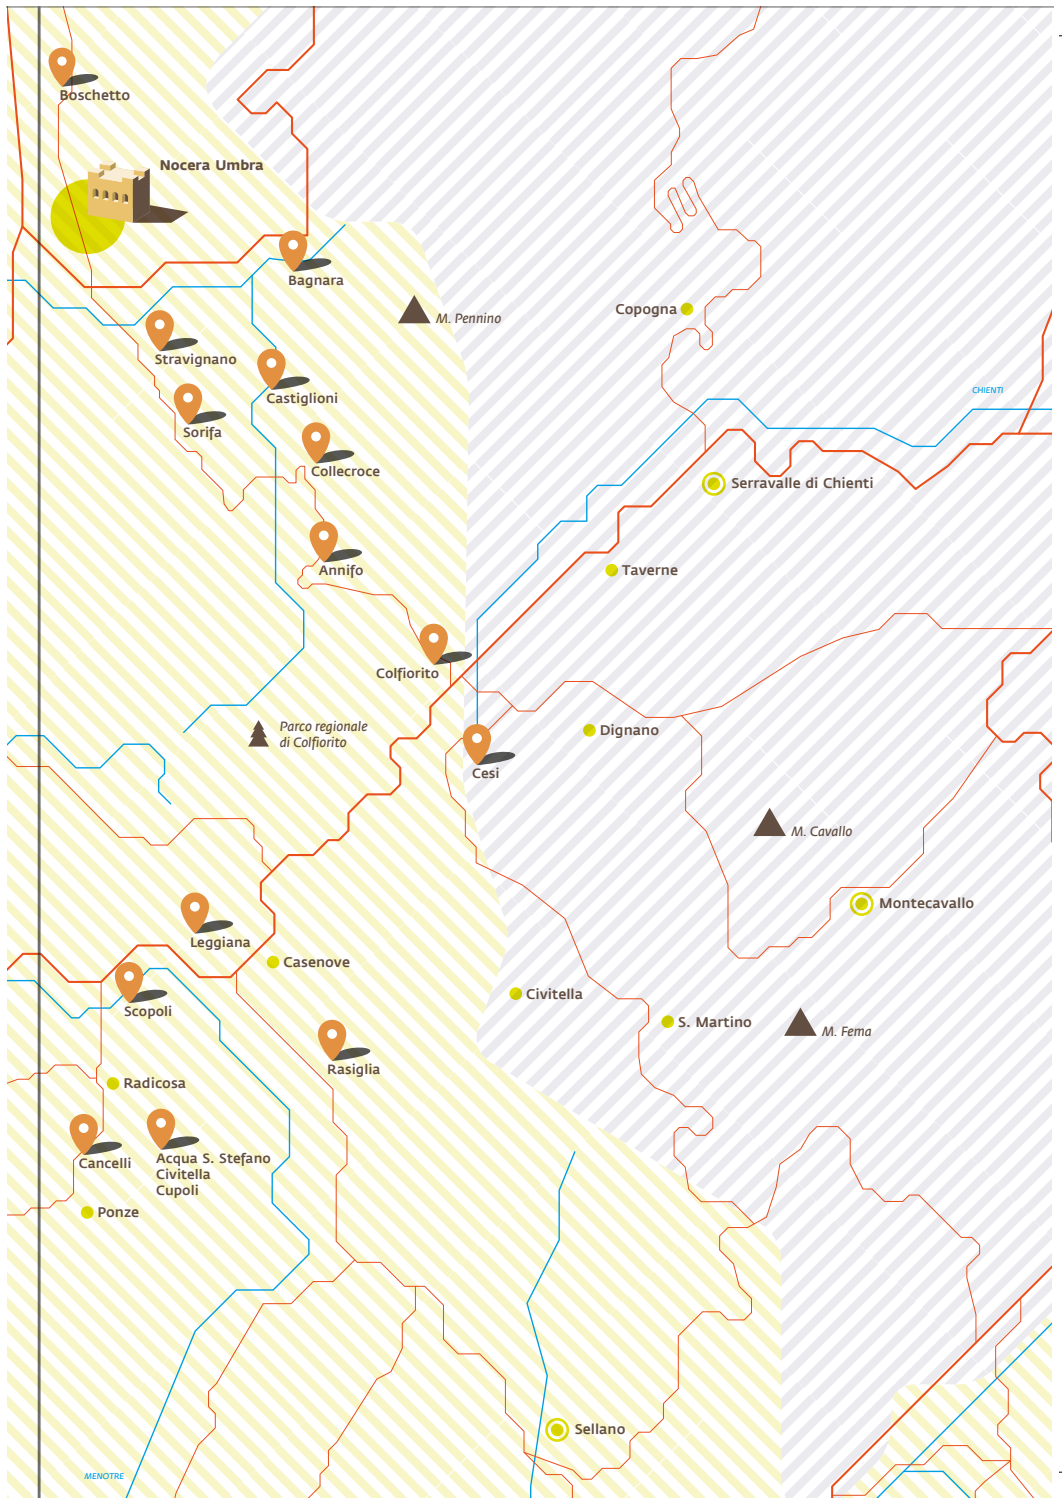 Boschetto
Nocera Umbra
Bagnara
M. Pennino
Copogna
Stravignano
Castiglioni
CHIENTI
Sorifa
Collecroce
Serravalle di Chienti
Annifo
Taverne
Colfiorito
Parco regionale
di Colfiorito
Dignano
Cesi
M. Cavallo
Montecavallo
Leggiana
Casenove
Civitella
Scopoli
S. Martino
M. Fema
Rasiglia
Radicosa
Cancelli
Acqua S. Stefano
Civitella
Cupoli
Ponze
Sellano
MENOTRE